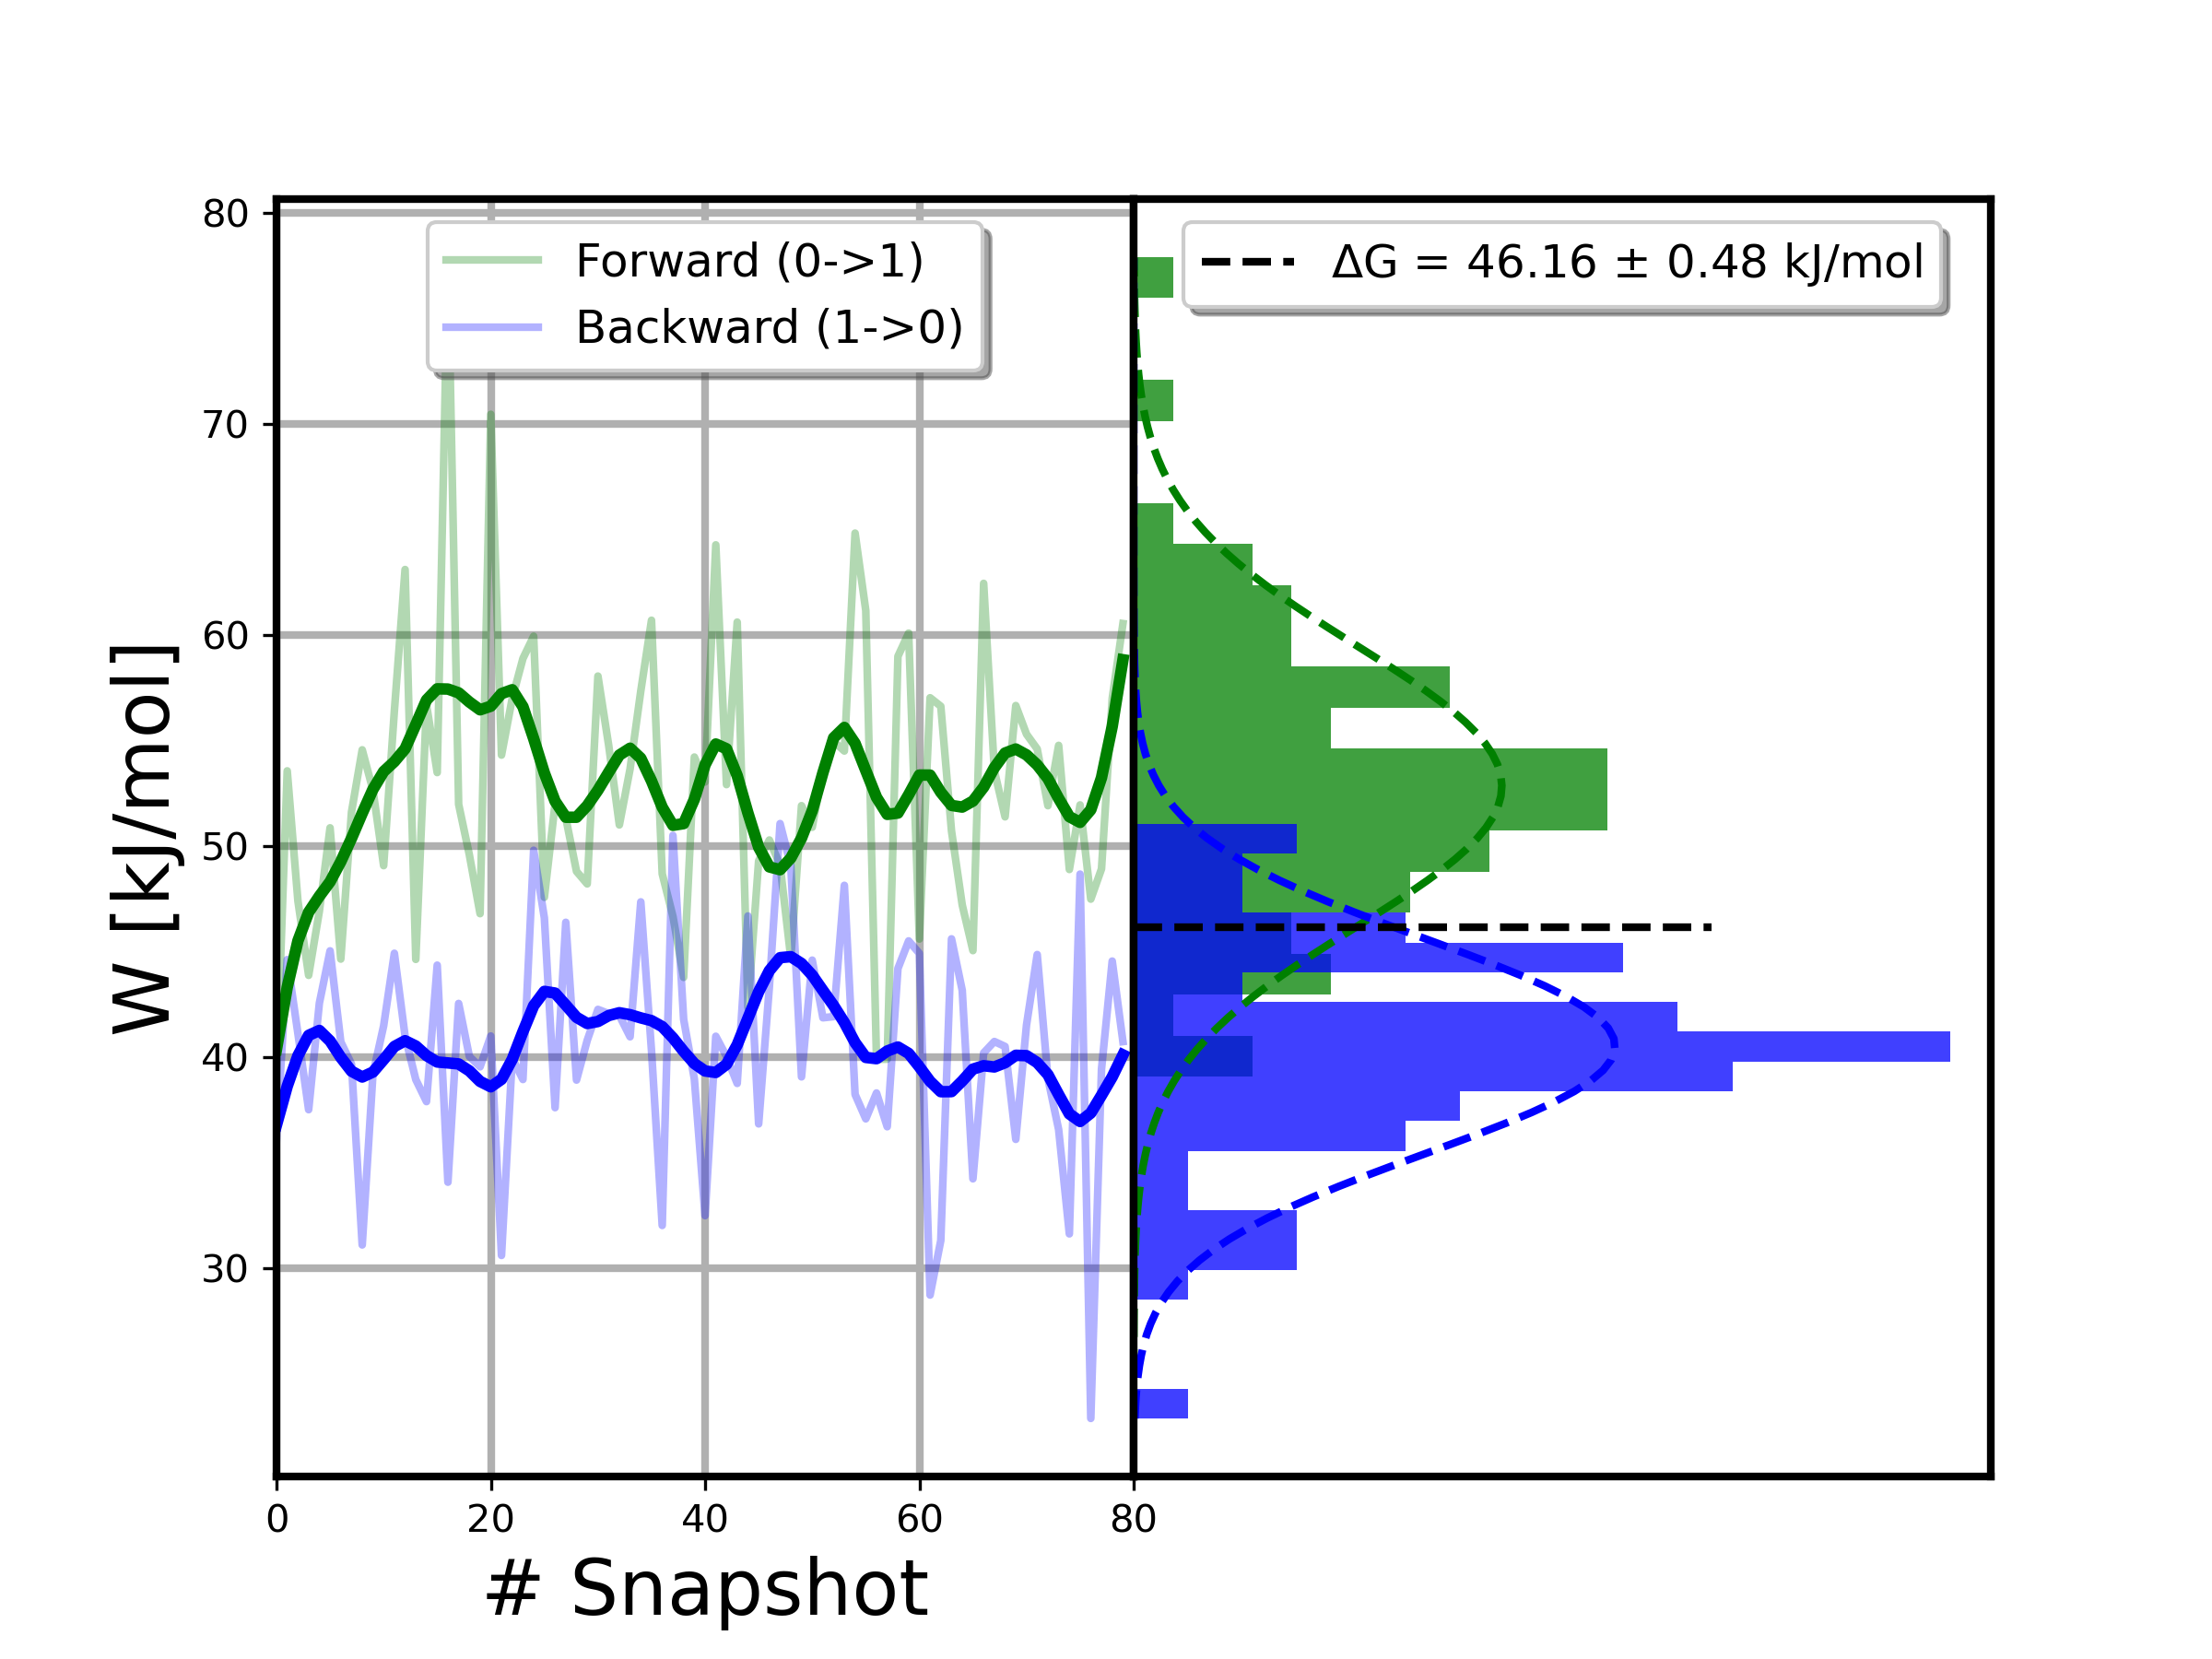 Forward (0->1)
Backward (1->0)
ΔG = 46.16 ± 0.48 kJ/mol
W [kJ/mol]
80
70
60
50
40
30
0 20 40 60 80
# Snapshot